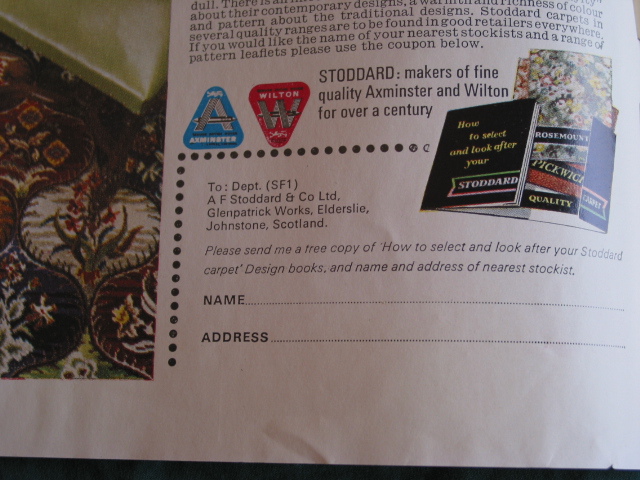 dull. There is an
about their contemporary designs, a warmth and richness of colour
and pattern about the traditional designs. Stoddard carpets in
several quality ranges are to be found in good retailers everywhere.
If you would like the name of your nearest stockists and a range of
pattern leaflets please use the coupon below.
A
AXMINSTER
WILTON
W
STODDARD: makers of fine
quality Axminster and Wilton
for over a century
How
to select
and look after
your
STODDARD
ROSEMOUNT
PICKWICK
QUALITY
To: Dept. (SF1)
A F Stoddard & Co Ltd,
Glenpatrick Works, Elderslie,
Johnstone, Scotland.
Please send me a free copy of 'How to select and look after your Stoddard
carpet' Design books, and name and address of nearest stockist.
NAME
ADDRESS